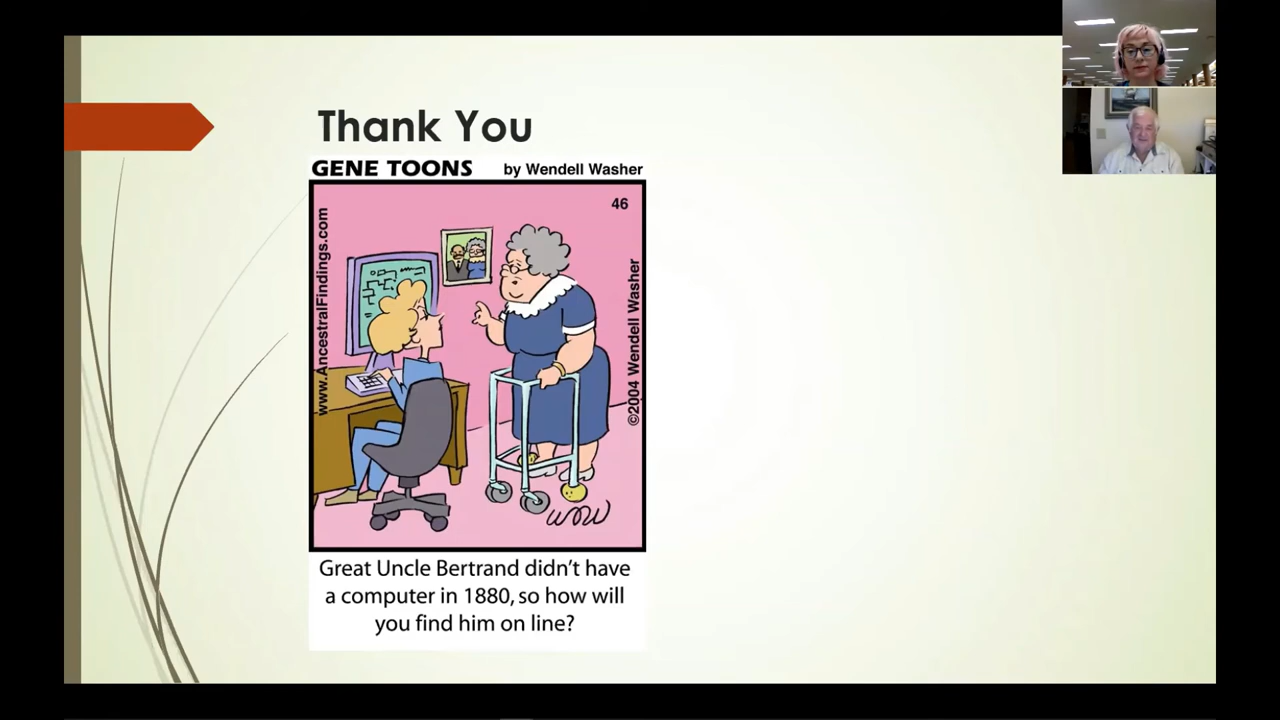 Thank You
GENE TOONS by Wendell Washer
46
www.AncestralFindings.com
©2004 Wendell Washer
WDW
Great Uncle Bertrand didn't have
a computer in 1880, so how will
you find him on line?